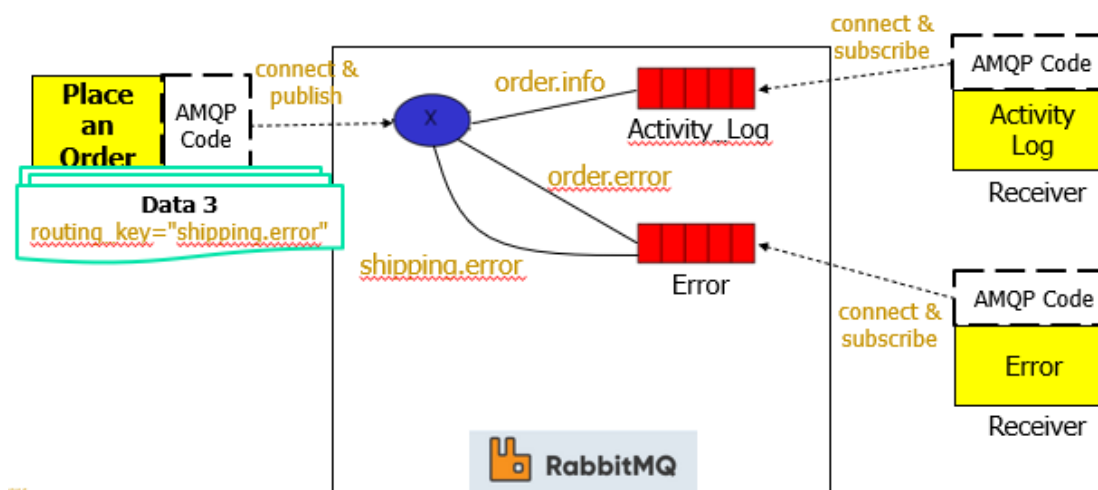 Place
an
Order
AMQP
Code
connect &
publish
Data 3
routing_key="shipping.error"
X
order.info
Activity_Log
order.error
shipping.error
Error
connect &
subscribe
AMQP Code
Activity
Log
Receiver
connect &
subscribe
AMQP Code
Error
Receiver
RabbitMQ